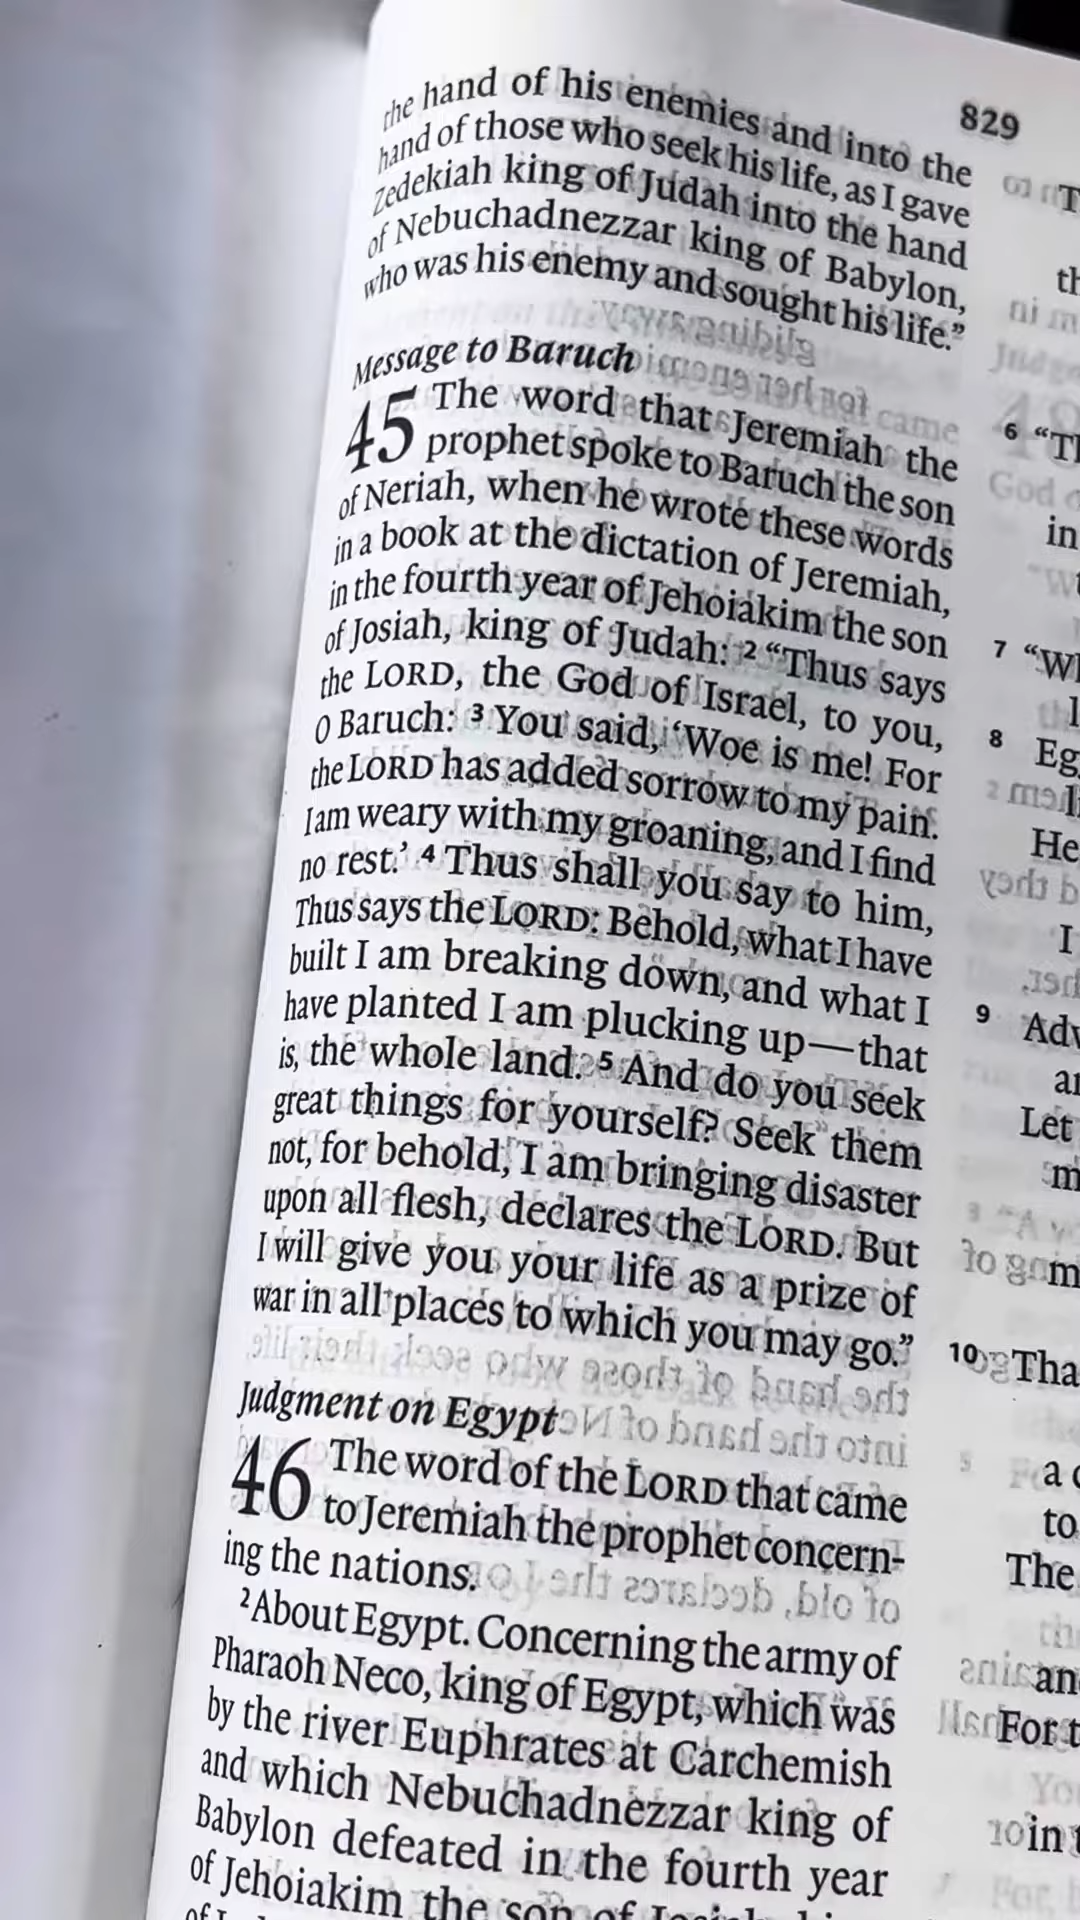 829
the hand of his enemies and into the
hand of those who seek his life, as I gave
Zedekiah king of Judah into the hand
of Nebuchadnezzar king of Babylon,
who was his enemy and sought his life.”
Message to Baruch
45 The word that Jeremiah the
prophet spoke to Baruch the son
of Neriah, when he wrote these words
in a book at the dictation of Jeremiah,
in the fourth year of Jehoiakim the son
of Josiah, king of Judah: 2 “Thus says
the LORD, the God of Israel, to you,
O Baruch: 3 You said, ‘Woe is me! For
the LORD has added sorrow to my pain.
I am weary with my groaning, and I find
no rest.’ 4 Thus shall you say to him,
Thus says the LORD: Behold, what I have
built I am breaking down, and what I
have planted I am plucking up—that
is, the whole land. 5 And do you seek
great things for yourself? Seek them
not, for behold, I am bringing disaster
upon all flesh, declares the LORD. But
I will give you your life as a prize of
war in all places to which you may go.”
Judgment on Egypt
46 The word of the LORD that came
to Jeremiah the prophet concern-
ing the nations.
2 About Egypt. Concerning the army of
Pharaoh Neco, king of Egypt, which was
by the river Euphrates at Carchemish
and which Nebuchadnezzar king of
Babylon defeated in the fourth year
of Jehoiakim the son of Josiah
6
in
7
8
He
I
9
Let
10
a
to
The
For
in